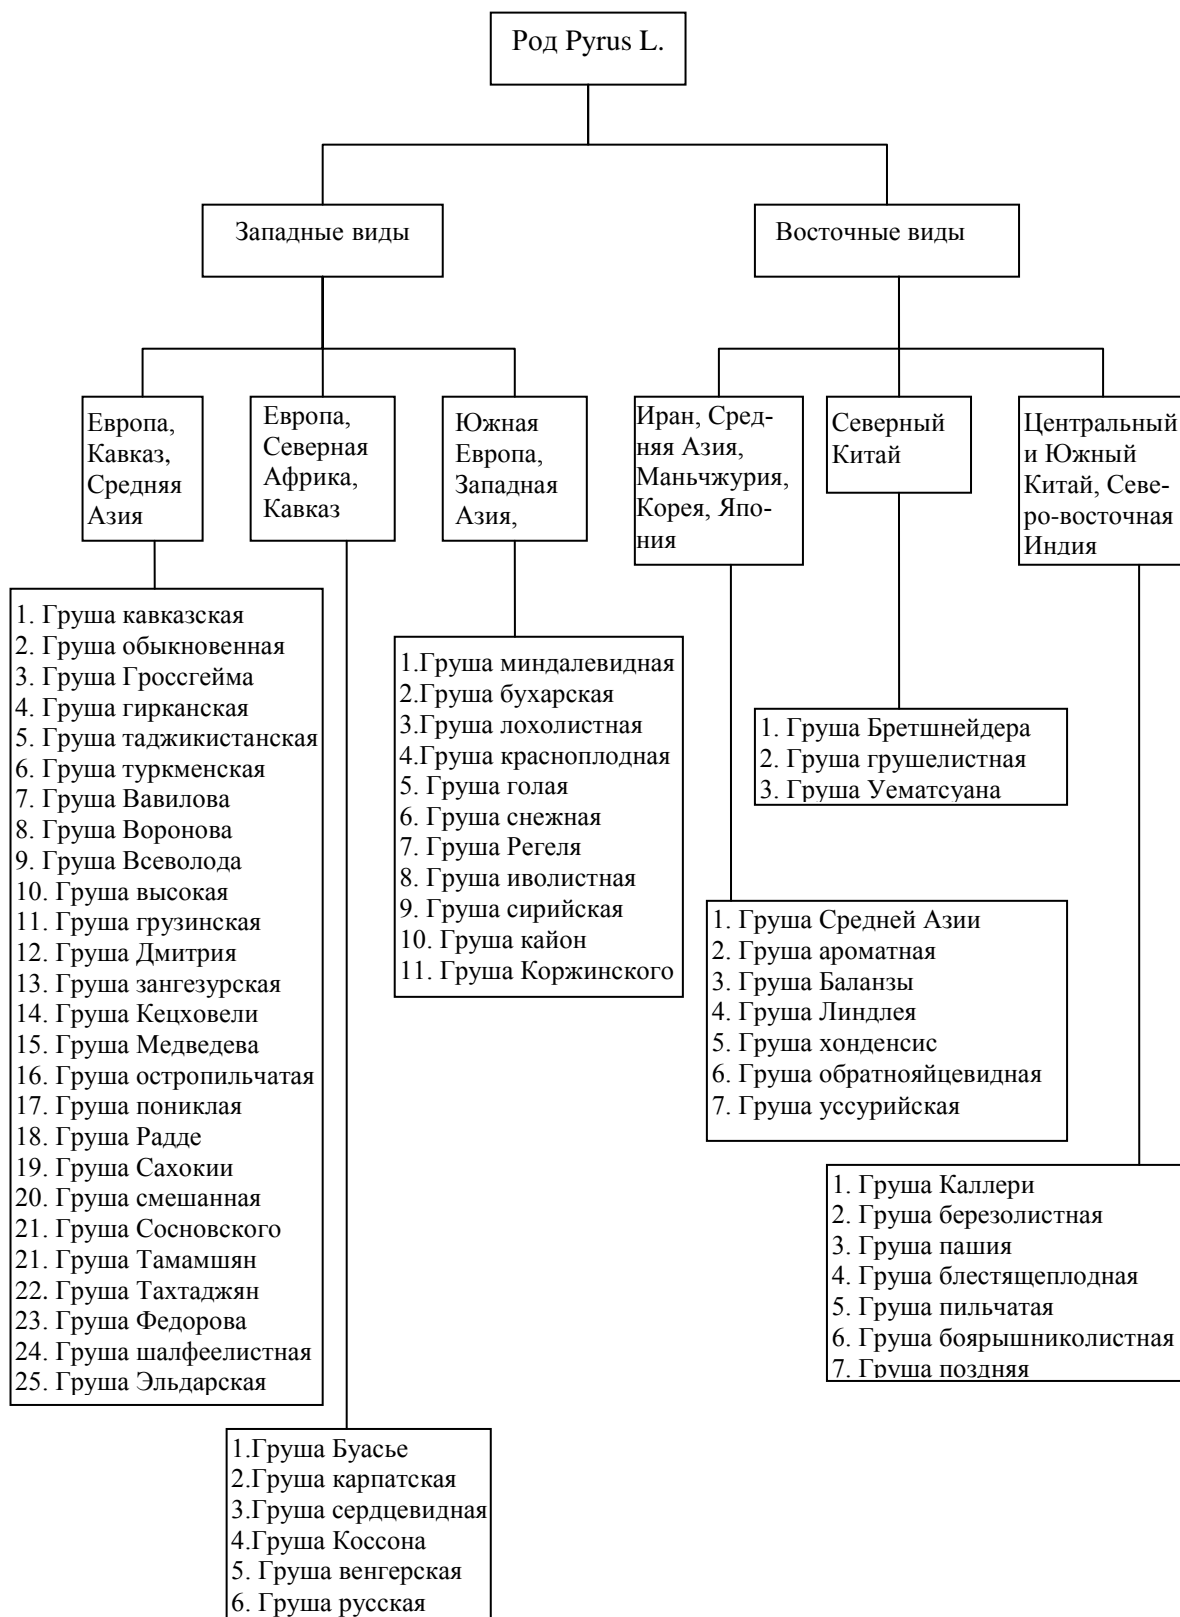 Род Pyrus L.
Западные виды
Восточные виды
Европа,
Кавказ,
Средняя
Азия
Европа,
Северная
Африка,
Кавказ
Южная
Европа,
Западная
Азия,
Иран, Сред-
няя Азия,
Маньчжурия,
Корея, Япо-
ния
Северный
Китай
Центральный
и Южный
Китай, Севе-
ро-восточная
Индия
1. Груша кавказская
2. Груша обыкновенная
3. Груша Гроссгейма
4. Груша гирканская
5. Груша таджикистанская
6. Груша туркменская
7. Груша Вавилова
8. Груша Воронова
9. Груша Всеволода
10. Груша высокая
11. Груша грузинская
12. Груша Дмитрия
13. Груша зангезурская
14. Груша Кецховели
15. Груша Медведева
16. Груша остропильчатая
17. Груша пониклая
18. Груша Радде
19. Груша Сахокии
20. Груша смешанная
21. Груша Сосновского
21. Груша Тамамшян
22. Груша Тахтаджян
23. Груша Федорова
24. Груша шалфеелистная
25. Груша Эльдарская
1.Груша Буасье
2.Груша карпатская
3.Груша сердцевидная
4.Груша Коссона
5. Груша венгерская
6. Груша русская
1.Груша миндалевидная
2.Груша бухарская
3.Груша лохолистная
4.Груша красноплодная
5. Груша голая
6. Груша снежная
7. Груша Регеля
8. Груша иволистная
9. Груша сирийская
10. Груша кайон
11. Груша Коржинского
1. Груша Средней Азии
2. Груша ароматная
3. Груша Баланзы
4. Груша Линдлея
5. Груша хонденсис
6. Груша обратнояйцевидная
7. Груша уссурийская
1. Груша Бретшнейдера
2. Груша грушелистная
3. Груша Уематсуана
1. Груша Каллери
2. Груша березолистная
3. Груша пашия
4. Груша блестящеплодная
5. Груша пильчатая
6. Груша боярышниколистная
7. Груша поздняя